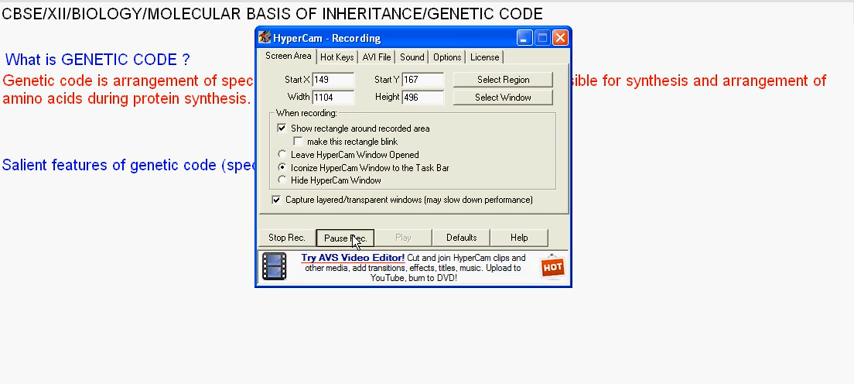 CBSE/XII/BIOLOGY/MOLECULAR BASIS OF INHERITANCE/GENETIC CODE
What is GENETIC CODE ?
Genetic code is arrangement of spec
ible for synthesis and arrangement of
amino acids during protein synthesis.
Salient features of genetic code (spec
HyperCam - Recording
Screen Area Hot Keys AVI File Sound Options License
Start X 149 Start Y 167 Select Region
Width 1104 Height 496 Select Window
When recording:
Show rectangle around recorded area
make this rectangle blink
Leave HyperCam Window Opened
Iconize HyperCam Window to the Task Bar
Hide HyperCam Window
Capture layered/transparent windows (may slow down performance)
Stop Rec. Pause Rec. Play Defaults Help
Try AVS Video Editor! Cut and join HyperCam clips and
other media, add transitions, effects, titles, music. Upload to
YouTube, burn to DVD!
HOT